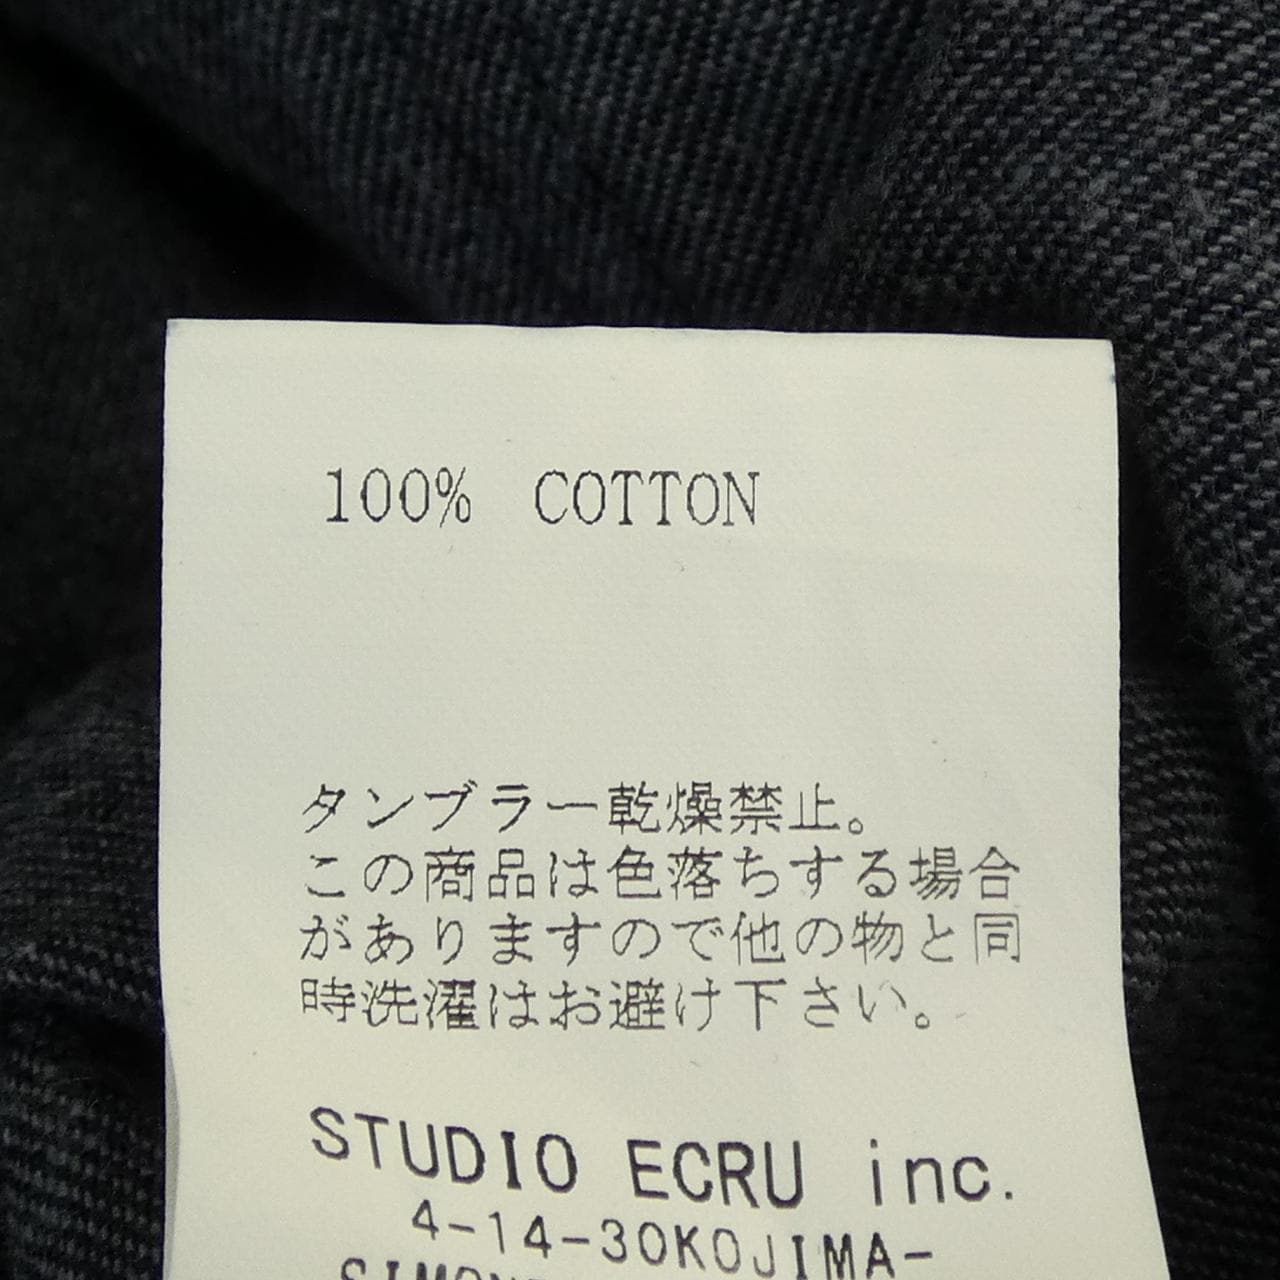 100% COTTON
タンブラー乾燥禁止。
この商品は色落ちする場合
がありますので他の物と同
時洗濯はお避け下さい。
STUDIO ECRU inc.
4-14-30KOJIMA-